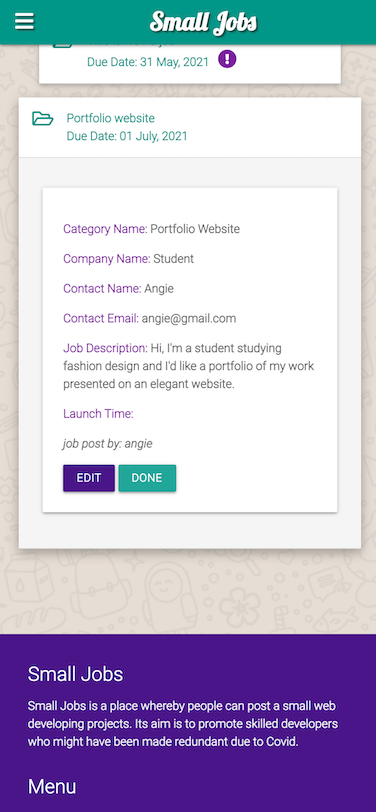 Small Jobs
Due Date: 31 May, 2021
Portfolio website
Due Date: 01 July, 2021
Category Name: Portfolio Website
Company Name: Student
Contact Name: Angie
Contact Email: angie@gmail.com
Job Description: Hi, I'm a student studying
fashion design and I'd like a portfolio of my work
presented on an elegant website.
Launch Time:
job post by: angie
EDIT DONE
Small Jobs
Small Jobs is a place whereby people can post a small web
developing projects. Its aim is to promote skilled developers
who might have been made redundant due to Covid.
Menu